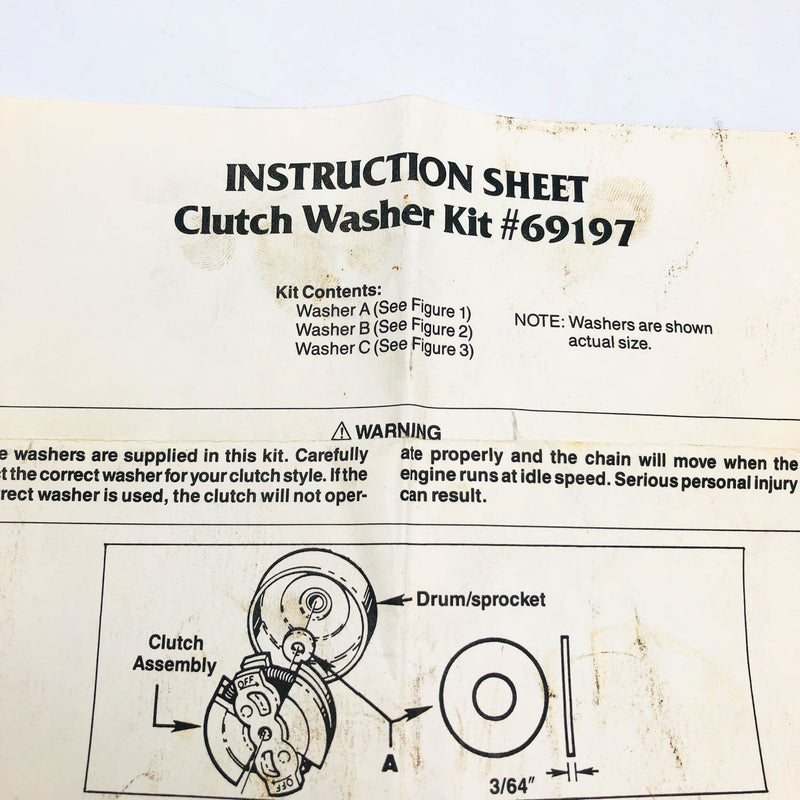 INSTRUCTION SHEET
Clutch Washer Kit #69197
Kit Contents:
Washer A (See Figure 1)
Washer B (See Figure 2)
Washer C (See Figure 3)
NOTE: Washers are shown
actual size.
⚠ WARNING
washers are supplied in this kit. Carefully
the correct washer for your clutch style. If the
washer is used, the clutch will not oper-
ate properly and the chain will move when the
engine runs at idle speed. Serious personal injury
can result.
Drum/sprocket
Clutch
Assembly
OFF
OFF
A
3/64"